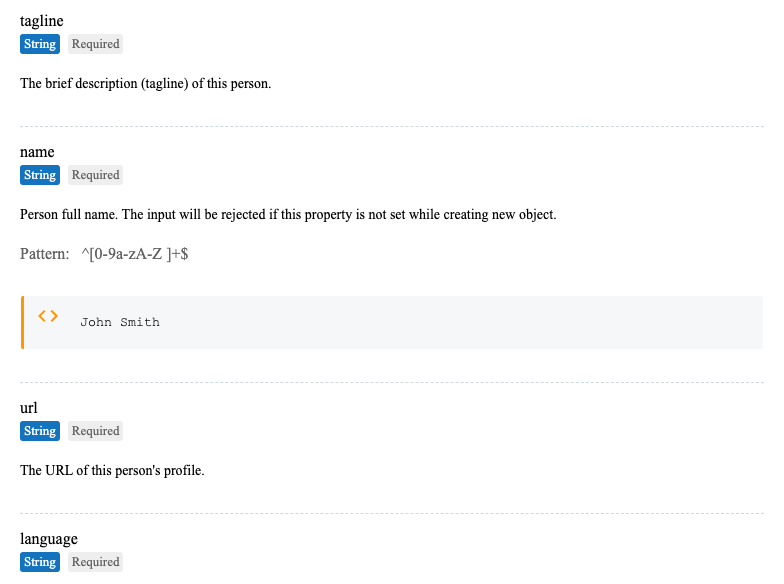 tagline
String Required
The brief description (tagline) of this person.
name
String Required
Person full name. The input will be rejected if this property is not set while creating new object.
Pattern: ^[0-9a-zA-Z ]+$
<> John Smith
url
String Required
The URL of this person's profile.
language
String Required